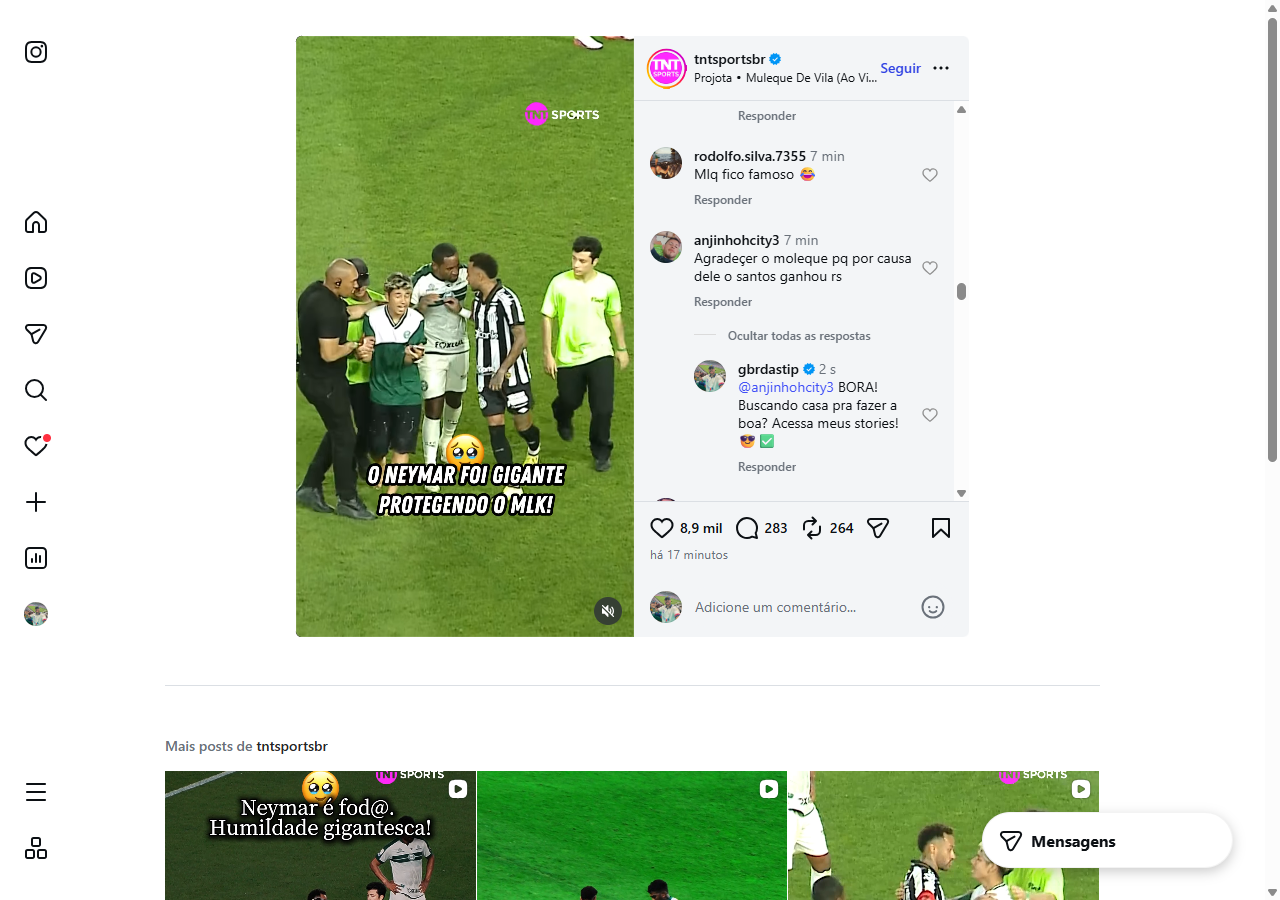 TNT SPORTS
O NEYMAR FOI GIGANTE
PROTEGENDO O MLK!
TNT
SPORTS
tntsportsbr
Projota • Muleque De Vila (Ao Vi...
Seguir
Responder
rodolfo.silva.7355 7 min
Mlq fico famoso 😂
Responder
anjinhohcity3 7 min
Agradeçer o moleque pq por causa
dele o santos ganhou rs
Responder
Ocultar todas as respostas
gbrdastip 2 s
@anjinhohcity3 BORA!
Buscando casa pra fazer a
boa? Acessa meus stories!
😎 ✅
Responder
8,9 mil 283 264
há 17 minutos
Adicione um comentário...
Mais posts de tntsportsbr
TNT SPORTS
Neymar é fod@.
Humildade gigantesca!
TNT SPORTS
Mensagens